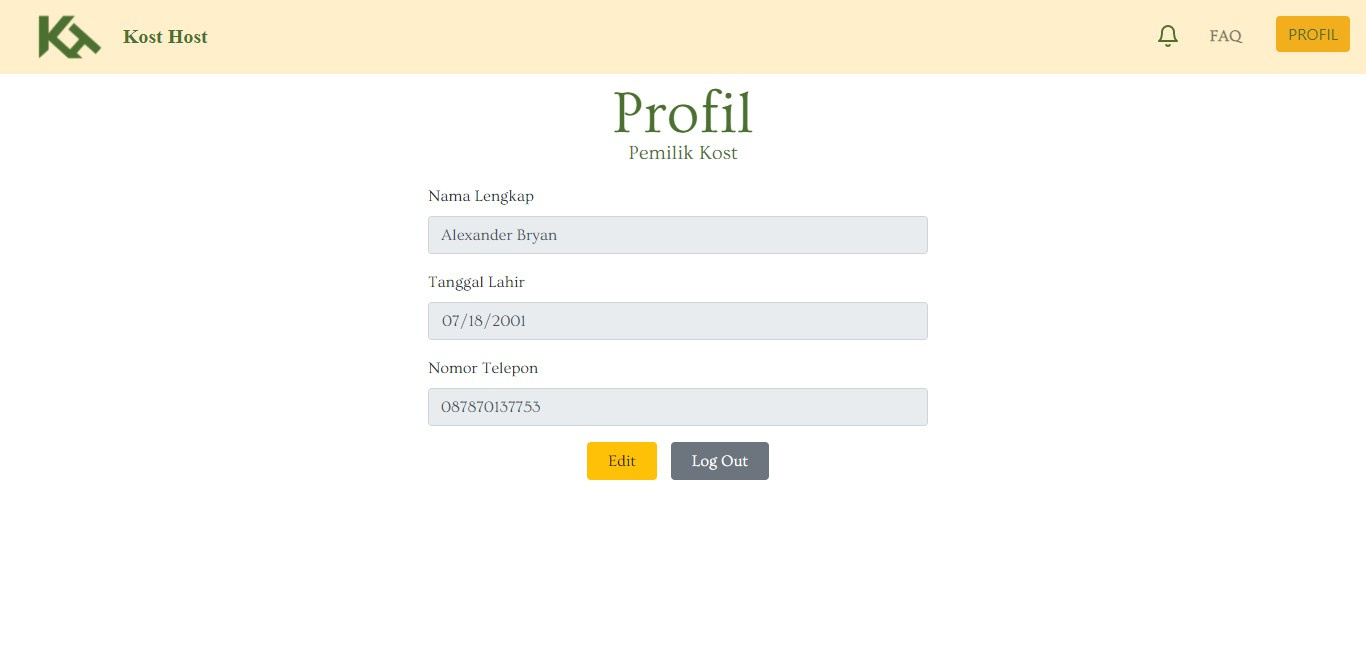 Kost Host
FAQ
PROFIL
Profil
Pemilik Kost
Nama Lengkap
Alexander Bryan
Tanggal Lahir
07/18/2001
Nomor Telepon
087870137753
Edit
Log Out